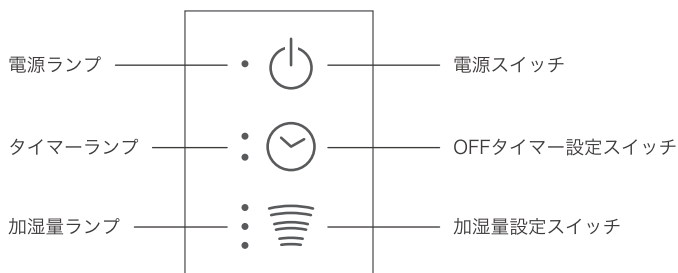 電源ランプ
電源スイッチ
タイマーランプ
OFFタイマー設定スイッチ
加湿量ランプ
加湿量設定スイッチ